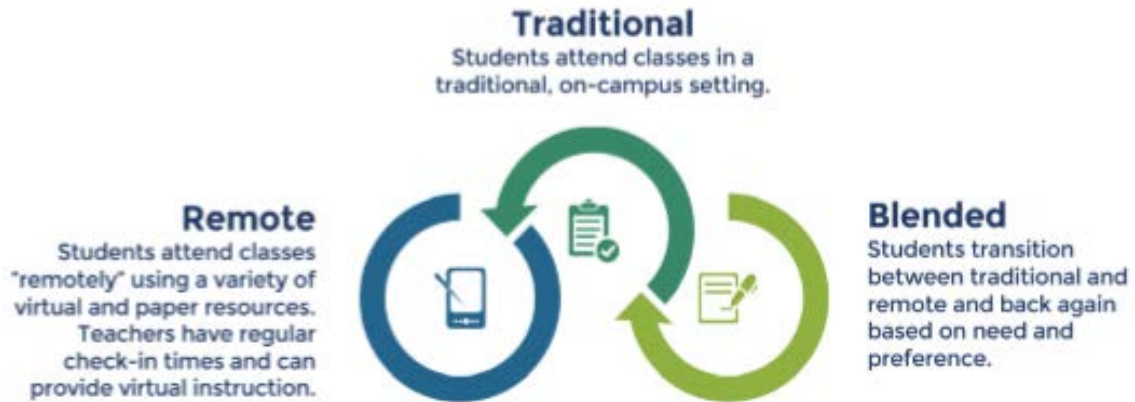 Traditional
Students attend classes in a
traditional, on-campus setting.
Remote
Students attend classes
"remotely" using a variety of
virtual and paper resources.
Teachers have regular
check-in times and can
provide virtual instruction.
Blended
Students transition
between traditional and
remote and back again
based on need and
preference.